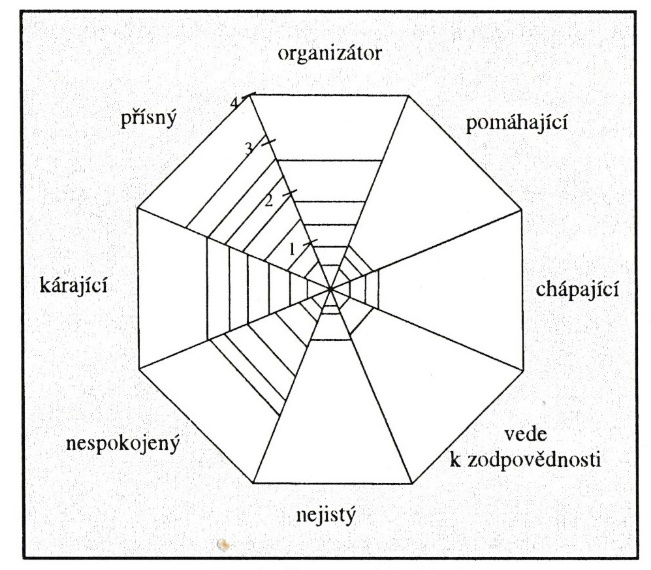 organizátor
přísný
pomáhající
4
3
2
1
kárající
chápající
nespokojený
vede
k zodpovědnosti
nejistý